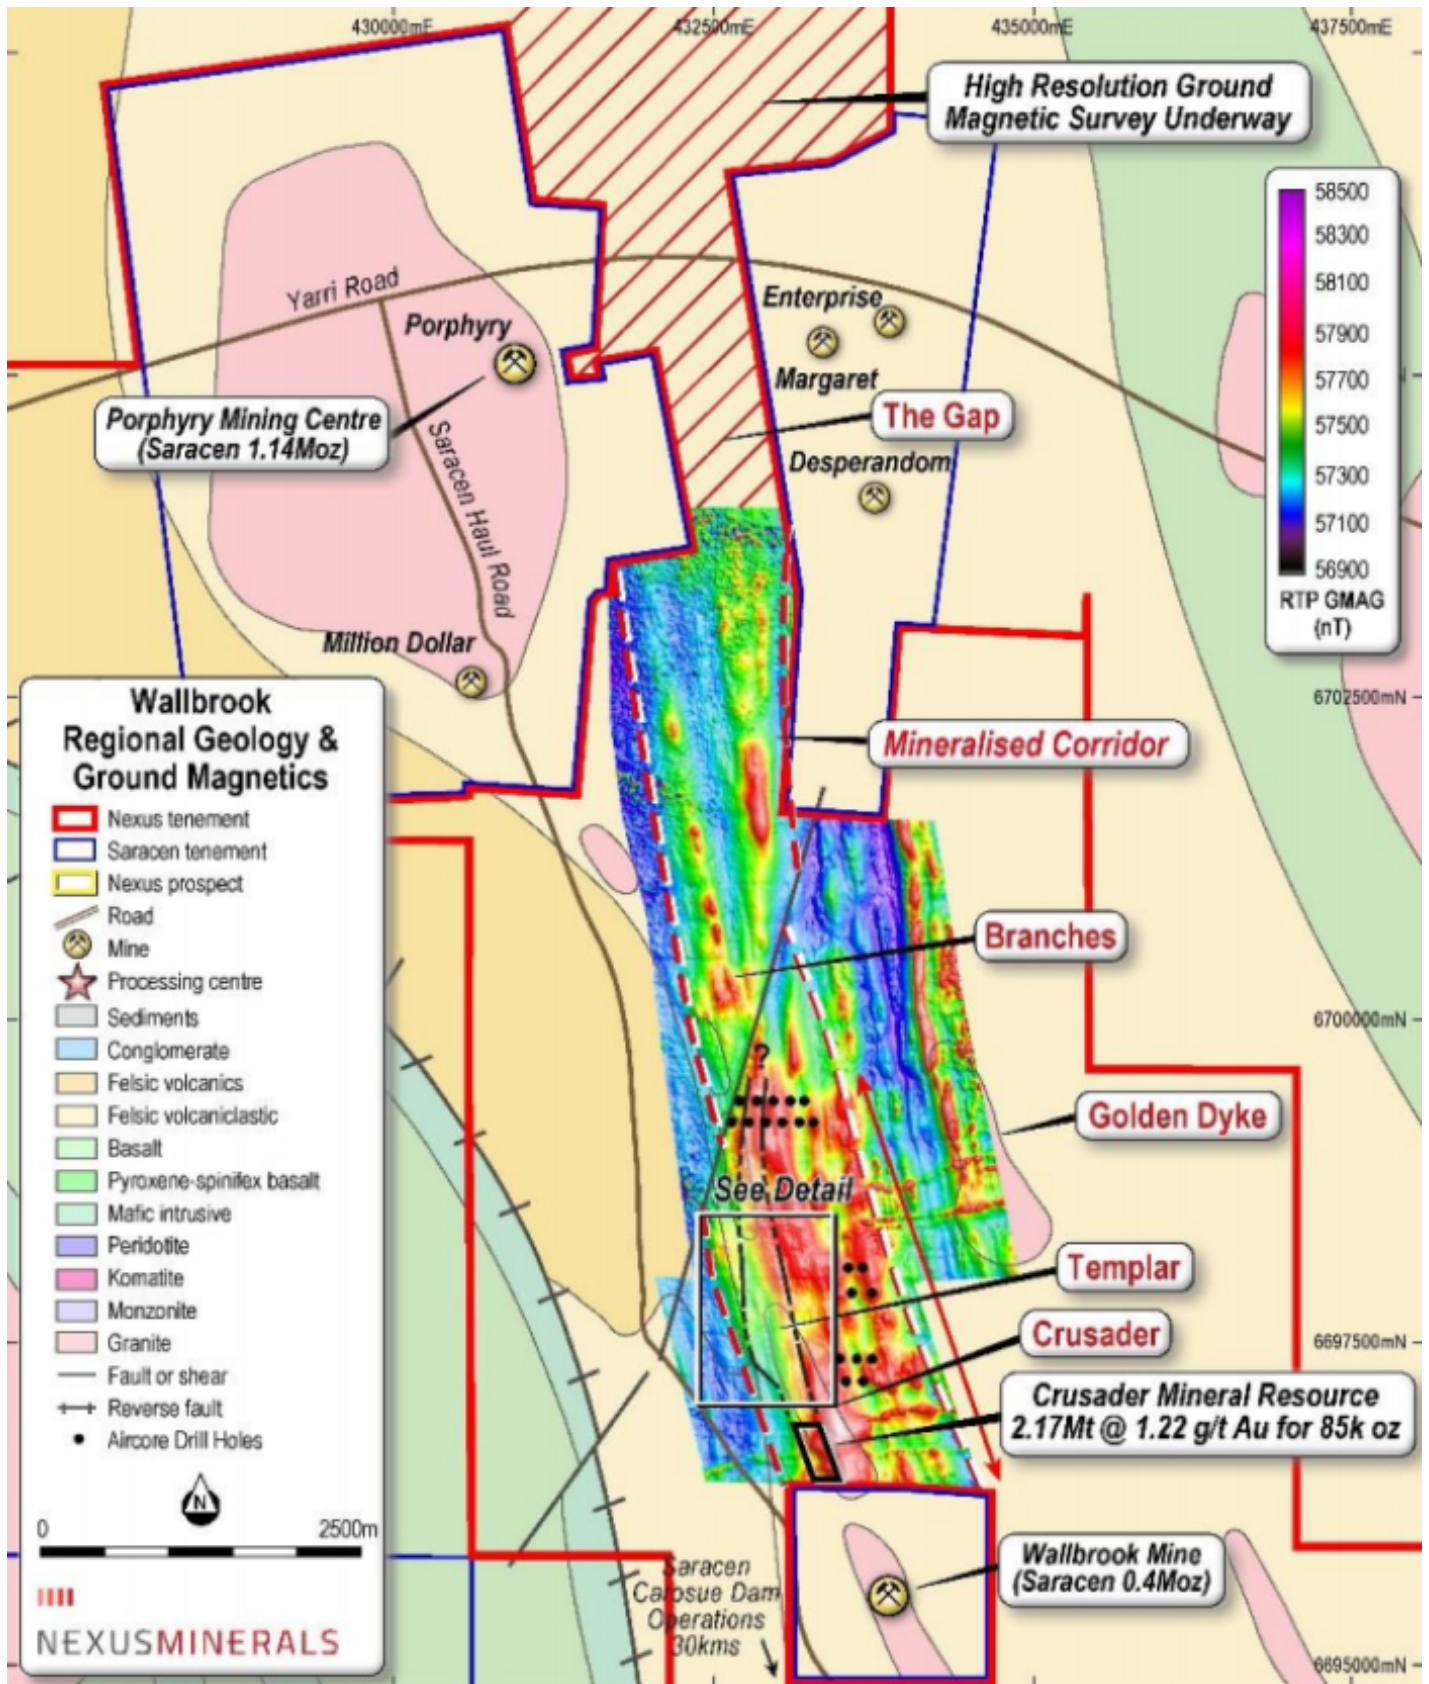 430000mE
432500mE
435000mE
437500mE
High Resolution Ground
Magnetic Survey Underway
58500
58300
58100
57900
57700
57500
57300
57100
56900
RTP GMAG
(nT)
Yarri Road
Porphyry
Enterprise
Margaret
The Gap
Porphyry Mining Centre
(Saracen 1.14Moz)
Saracen Haul Road
Desperandom
Million Dollar
6702500mN
Mineralised Corridor
Wallbrook
Regional Geology &
Ground Magnetics
Nexus tenement
Saracen tenement
Nexus prospect
Road
Mine
Processing centre
Sediments
Conglomerate
Felsic volcanics
Felsic volcaniclastic
Basalt
Pyroxene-spinifex basalt
Mafic intrusive
Peridotite
Komatite
Monzonite
Granite
Fault or shear
Reverse fault
Aircore Drill Holes
N
0 2500m
NEXUSMINERALS
Branches
6700000mN
?
Golden Dyke
See Detail
Templar
Crusader
6697500mN
Crusader Mineral Resource
2.17Mt @ 1.22 g/t Au for 85k oz
Wallbrook Mine
(Saracen 0.4Moz)
Saracen
Carosue Dam
Operations
30kms
6695000mN